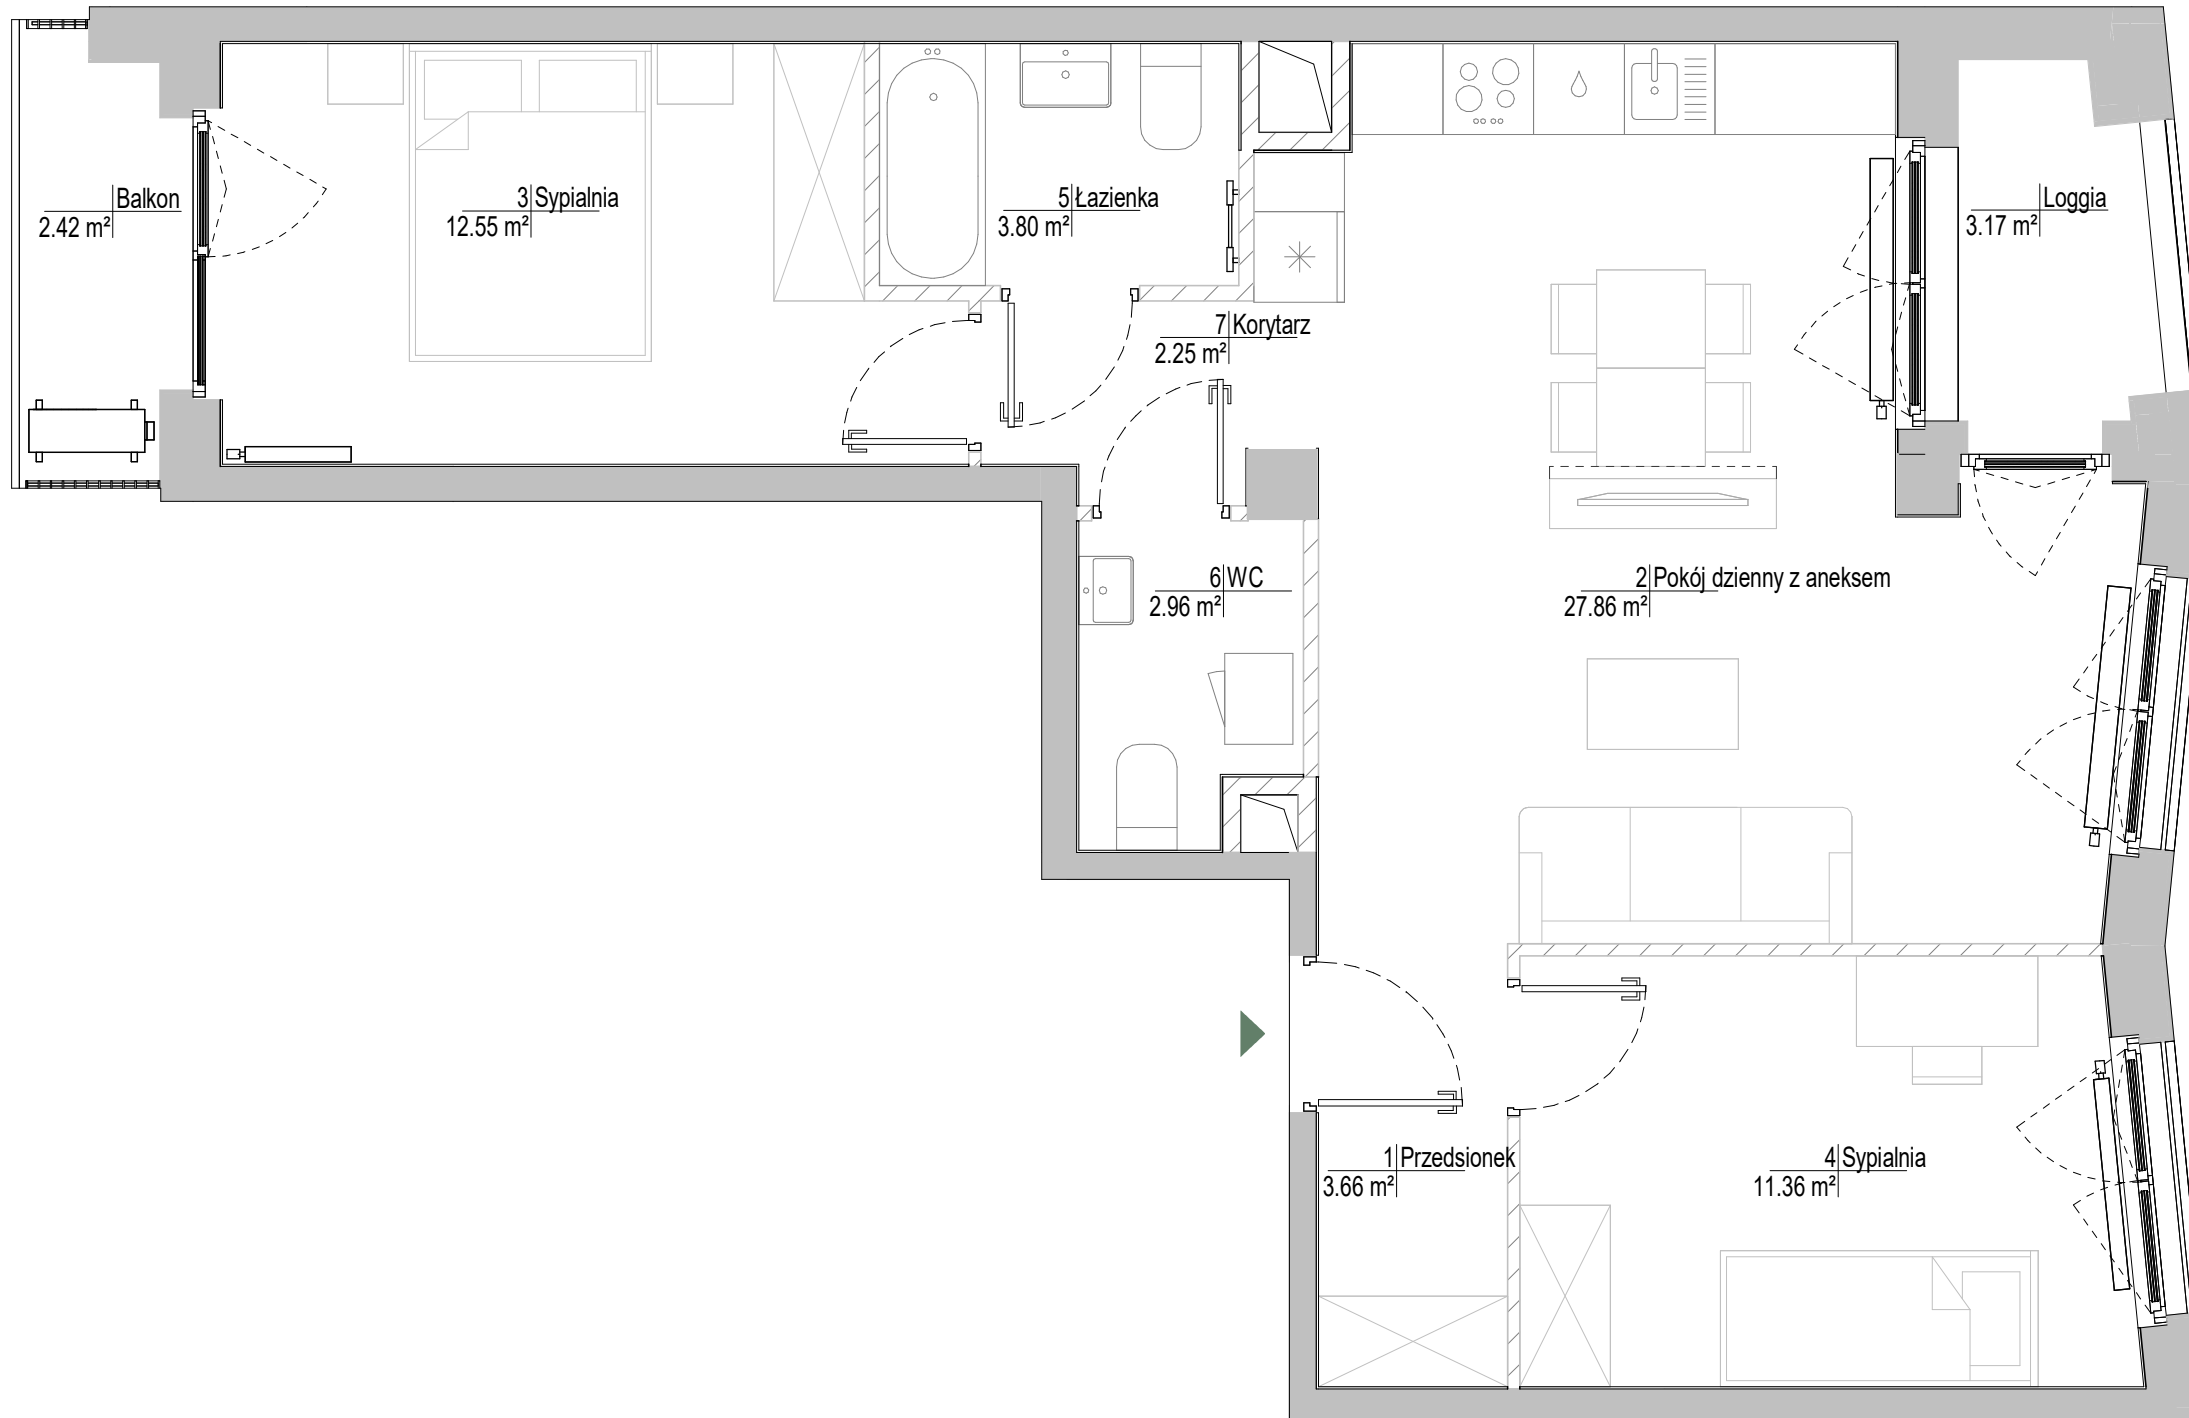 Balkon
2.42 m²
3 Sypialnia
12.55 m²
5 Łazienka
3.80 m²
Loggia
3.17 m²
7 Korytarz
2.25 m²
6 WC
2.96 m²
2 Pokój dzienny z aneksem
27.86 m²
1 Przedsionek
3.66 m²
4 Sypialnia
11.36 m²